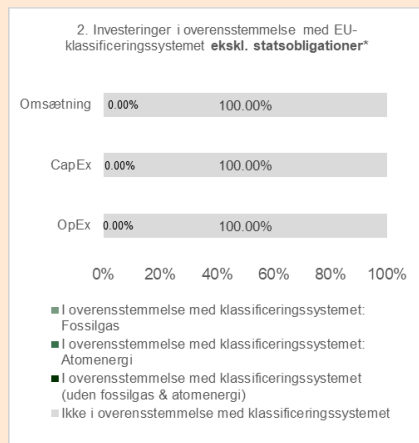 2. Investeringer i overensstemmelse med EU-
klassificeringssystemet ekskl. statsobligationer*
Omsætning 0.00% 100.00%
CapEx 0.00% 100.00%
OpEx 0.00% 100.00%
0% 20% 40% 60% 80% 100%
I overensstemmelse med klassificeringssystemet:
Fossilgas
I overensstemmelse med klassificeringssystemet:
Atomenergi
I overensstemmelse med klassificeringssystemet
(uden fossilgas & atomenergi)
Ikke i overensstemmelse med klassificeringssystemet